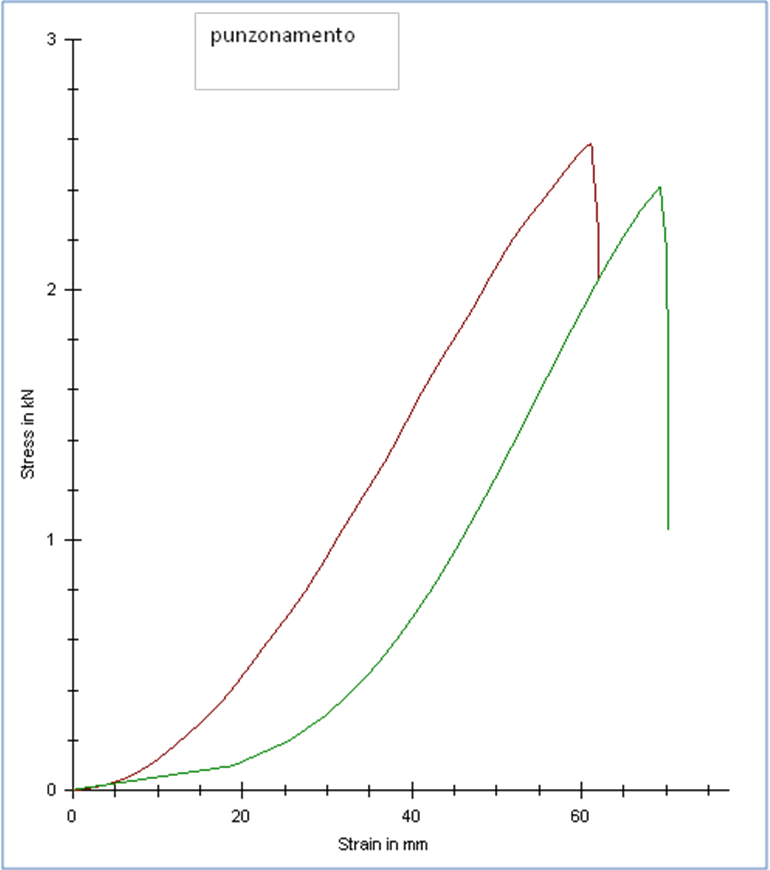 punzonamento
3
2
1
0
Stress in kN
0 20 40 60
Strain in mm